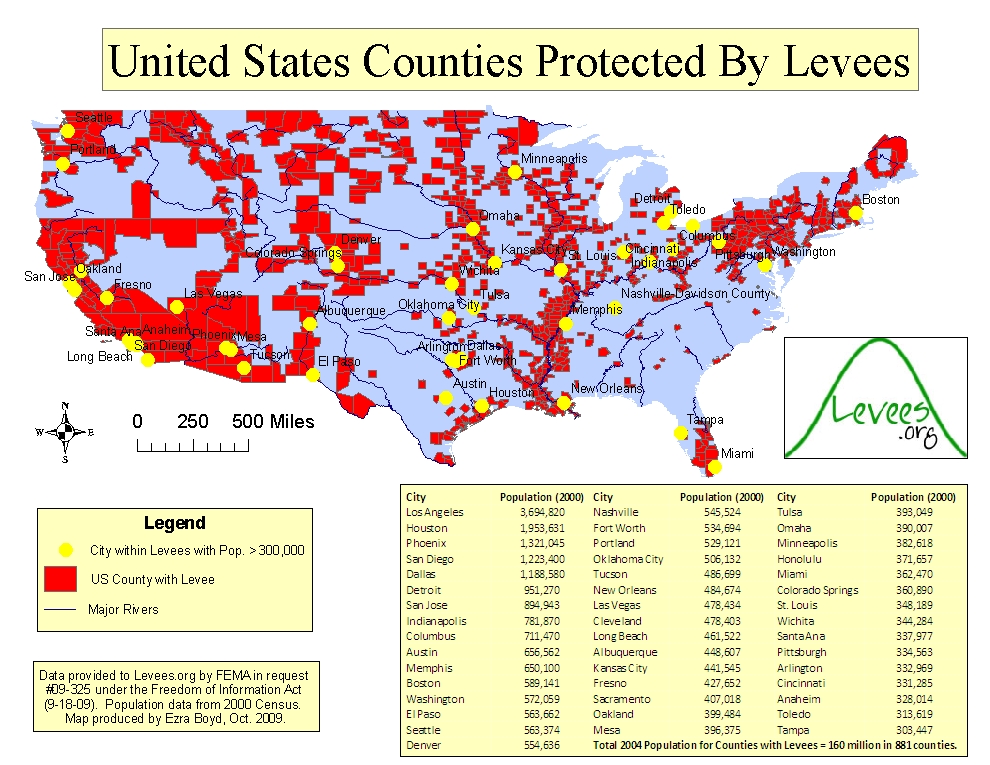 United States Counties Protected By Levees
Seattle
Portland
Minneapolis
Detroit
Toledo
Boston
Omaha
Columbus
Denver
Colorado Springs
Kansas City
St. Louis
Cincinnati
Indianapolis
Pittsburgh
Washington
Oakland
San Jose
Fresno
Las Vegas
Wichita
Tulsa
Nashville-Davidson County
Albuquerque
Oklahoma City
Memphis
Santa Ana
Anaheim
Phoenix
Mesa
Long Beach
San Diego
Tucson
El Paso
Arlington
Dallas
Fort Worth
Austin
Houston
New Orleans
Tampa
Miami
N
W E
S
0 250 500 Miles
Levees
.org
Legend
City within Levees with Pop. > 300,000
US County with Levee
Major Rivers
Data provided to Levees.org by FEMA in request
#09-325 under the Freedom of Information Act
(9-18-09). Population data from 2000 Census.
Map produced by Ezra Boyd, Oct. 2009.
City Population (2000) City Population (2000) City Population (2000)
Los Angeles 3,694,820 Nashville 545,524 Tulsa 393,049
Houston 1,953,631 Fort Worth 534,694 Omaha 390,007
Phoenix 1,321,045 Portland 529,121 Minneapolis 382,618
San Diego 1,223,400 Oklahoma City 506,132 Honolulu 371,657
Dallas 1,188,580 Tucson 486,699 Miami 362,470
Detroit 951,270 New Orleans 484,674 Colorado Springs 360,890
San Jose 894,943 Las Vegas 478,434 St. Louis 348,189
Indianapolis 781,870 Cleveland 478,403 Wichita 344,284
Columbus 711,470 Long Beach 461,522 Santa Ana 337,977
Austin 656,562 Albuquerque 448,607 Pittsburgh 334,563
Memphis 650,100 Kansas City 441,545 Arlington 332,969
Boston 589,141 Fresno 427,652 Cincinnati 331,285
Washington 572,059 Sacramento 407,018 Anaheim 328,014
El Paso 563,662 Oakland 399,484 Toledo 313,619
Seattle 563,374 Mesa 396,375 Tampa 303,447
Denver 554,636 Total 2004 Population for Counties with Levees = 160 million in 881 counties.